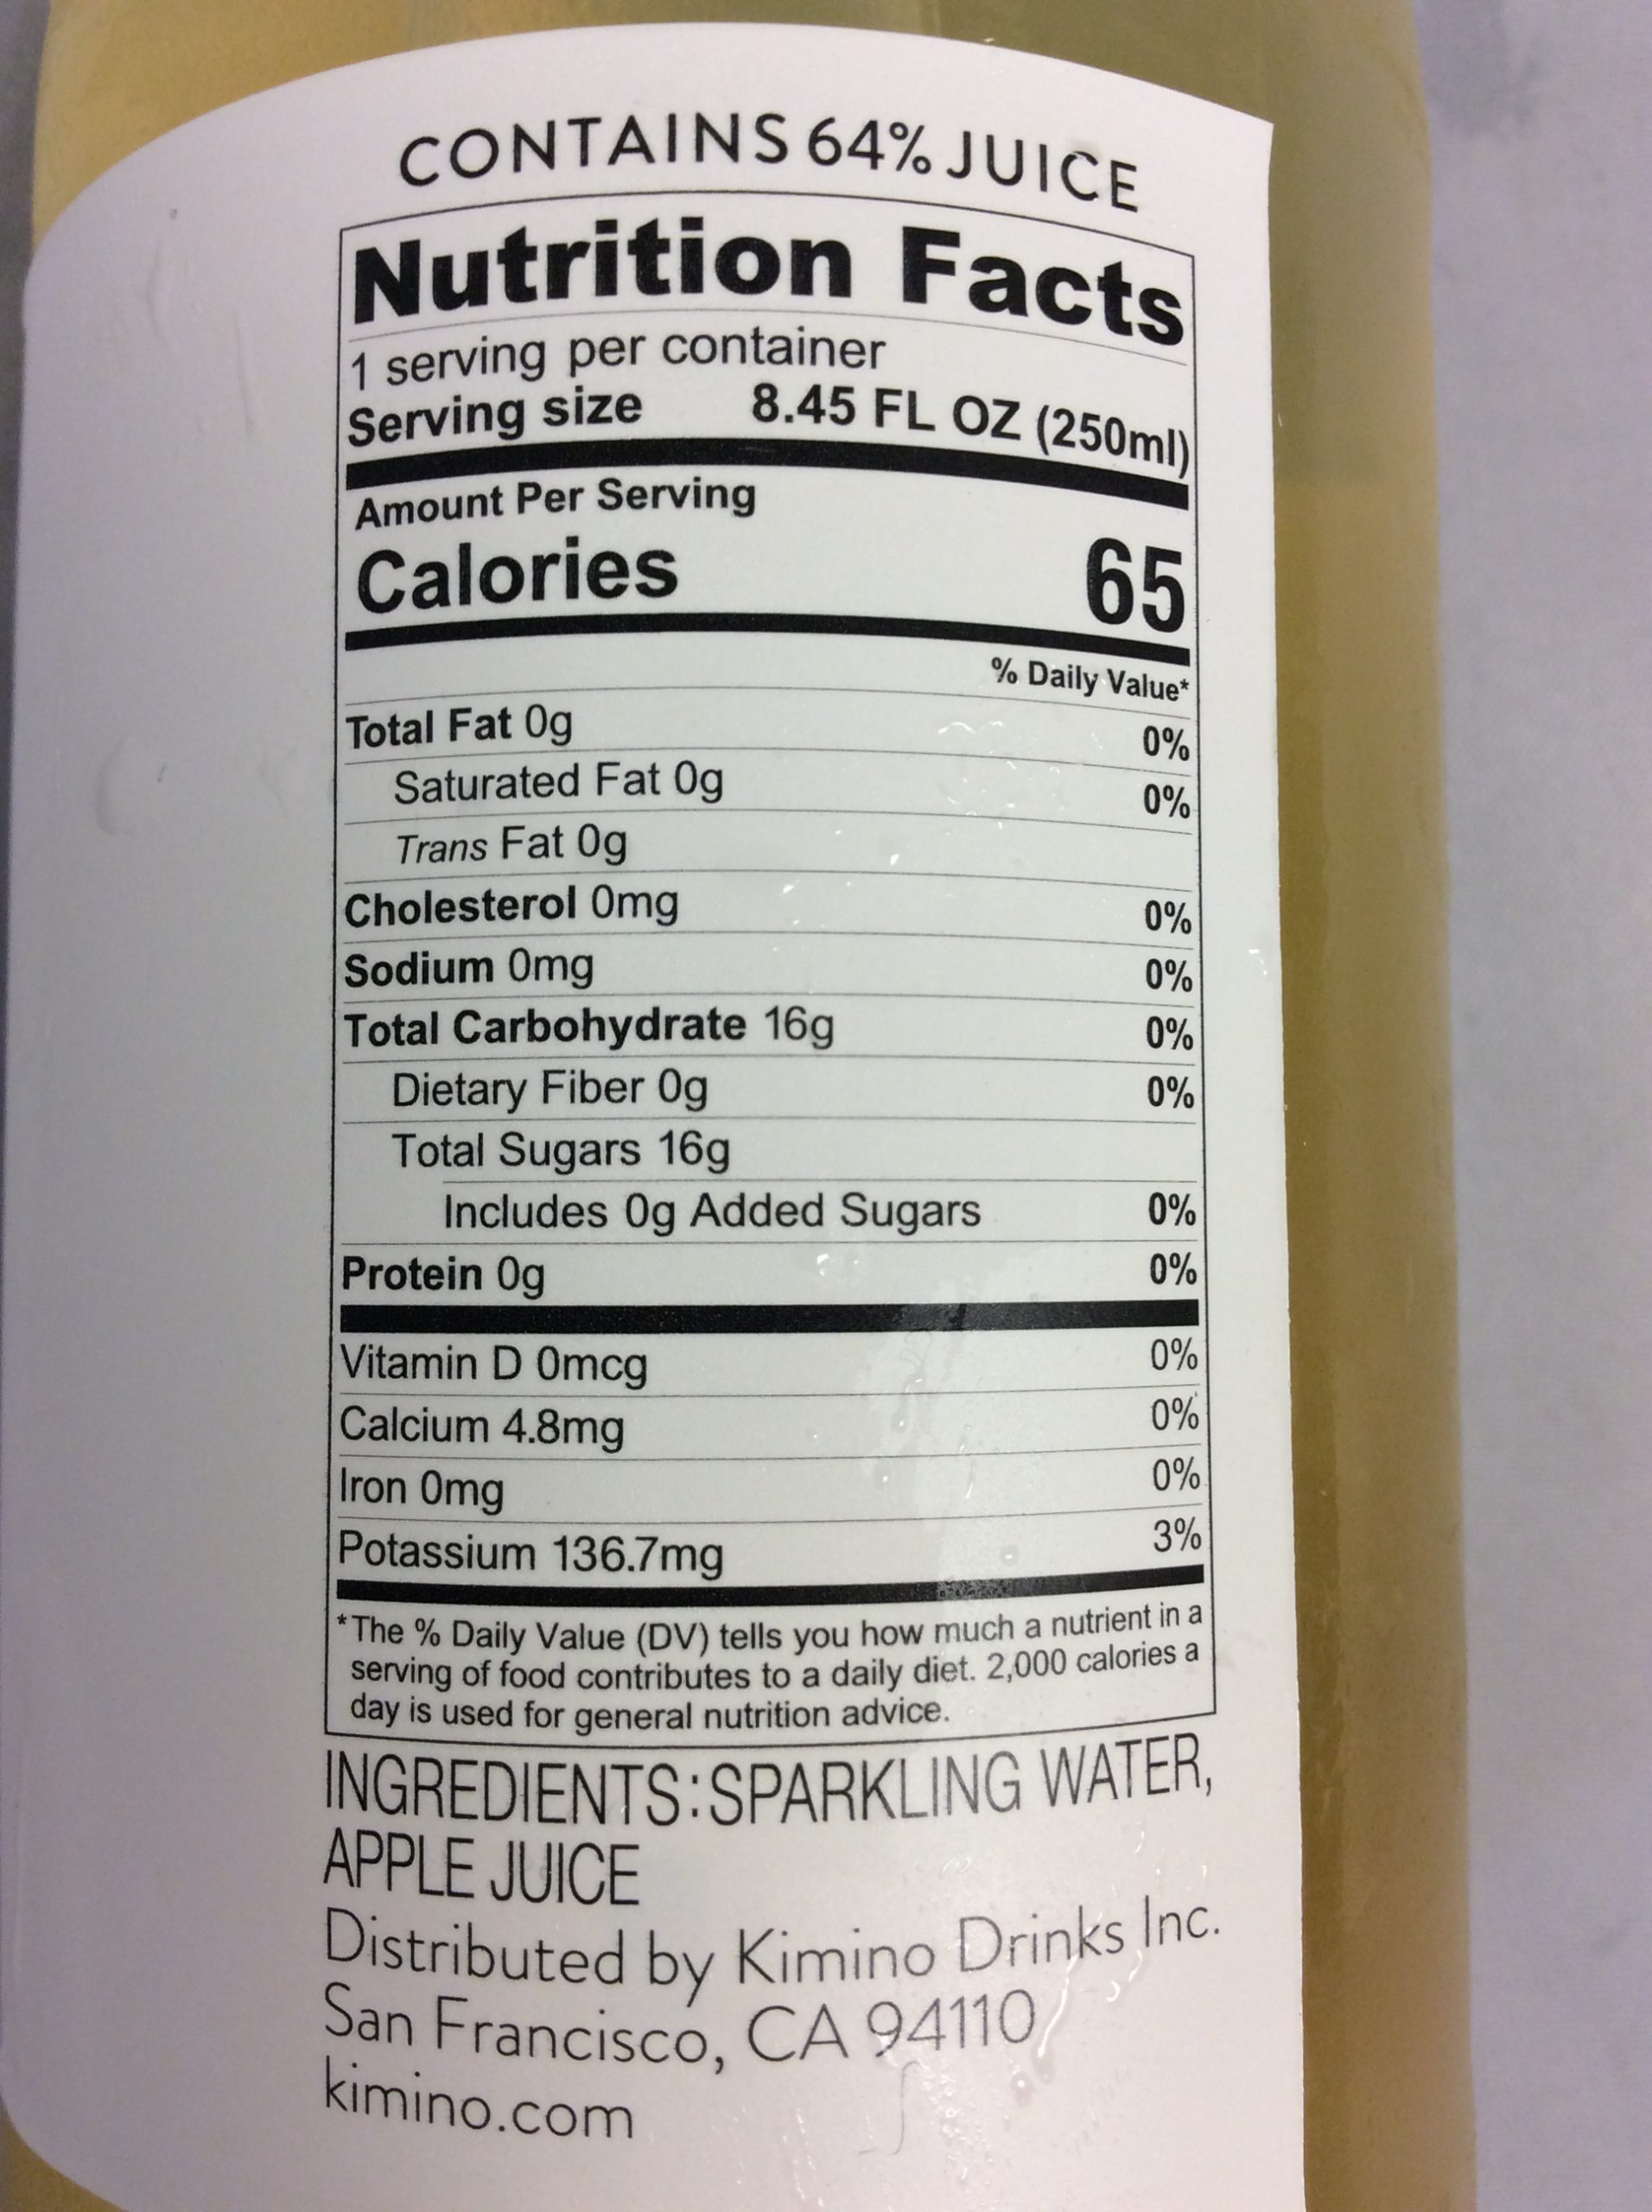 CONTAINS 64% JUICE
Nutrition Facts
1 serving per container
Serving size 8.45 FL OZ (250ml)
Amount Per Serving
Calories 65
% Daily Value*
Total Fat 0g 0%
Saturated Fat 0g 0%
Trans Fat 0g
Cholesterol 0mg 0%
Sodium 0mg 0%
Total Carbohydrate 16g 0%
Dietary Fiber 0g 0%
Total Sugars 16g
Includes 0g Added Sugars 0%
Protein 0g 0%
Vitamin D 0mcg 0%
Calcium 4.8mg 0%
Iron 0mg 0%
Potassium 136.7mg 3%
*The % Daily Value (DV) tells you how much a nutrient in a
serving of food contributes to a daily diet. 2,000 calories a
day is used for general nutrition advice.
INGREDIENTS:SPARKLING WATER,
APPLE JUICE
Distributed by Kimino Drinks Inc.
San Francisco, CA 94110
kimino.com